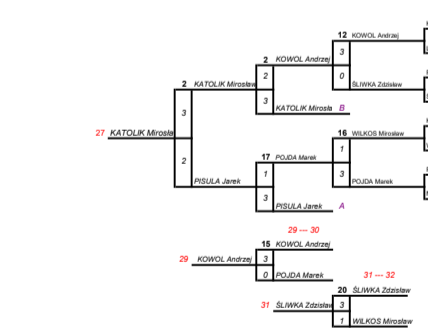 12 KOWOL Andrzej
3
2 KOWOL Andrzej
2
0
2 KATOLIK Mirosław
ŚLIWKA Zdzisław
3
3
KATOLIK Mirosła B
27 KATOLIK Mirosła
16 WILKOS Mirosław
1
2
17 POJDA Marek
1
3
PISULA Jarek
POJDA Marek
3
PISULA Jarek A
29 --- 30
15 KOWOL Andrzej
29 KOWOL Andrzej 3
0 POJDA Marek
31 --- 32
20 ŚLIWKA Zdzisław
31 ŚLIWKA Zdzisław 3
1 WILKOS Mirosław